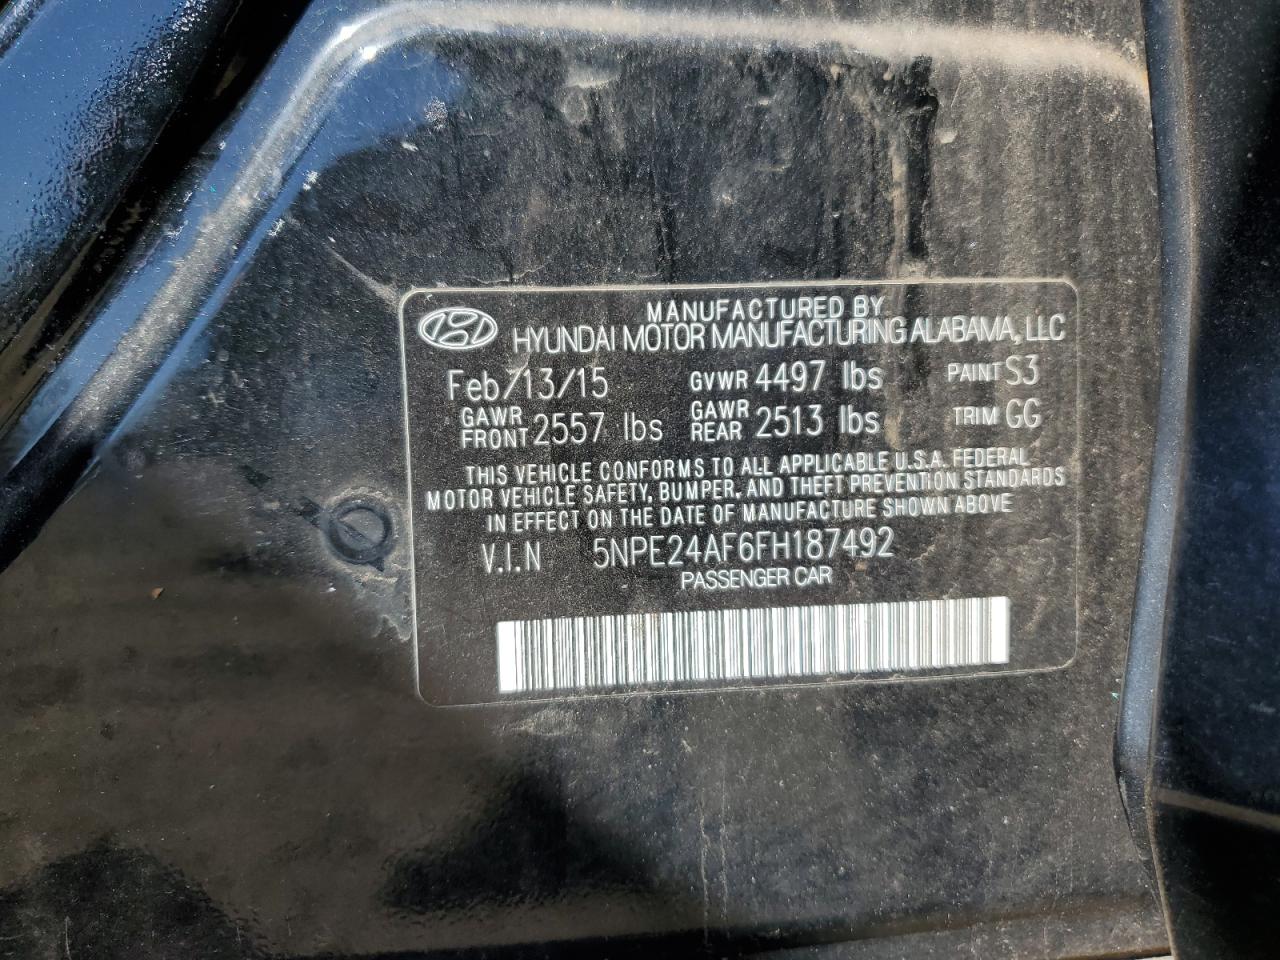 MANUFACTURED BY
HYUNDAI MOTOR MANUFACTURING ALABAMA, LLC
Feb/13/15 GVWR 4497 lbs PAINT S3
GAWR FRONT 2557 lbs GAWR REAR 2513 lbs TRIM GG
THIS VEHICLE CONFORMS TO ALL APPLICABLE U.S.A. FEDERAL
MOTOR VEHICLE SAFETY, BUMPER, AND THEFT PREVENTION STANDARDS
IN EFFECT ON THE DATE OF MANUFACTURE SHOWN ABOVE
V.I.N 5NPE24AF6FH187492
PASSENGER CAR